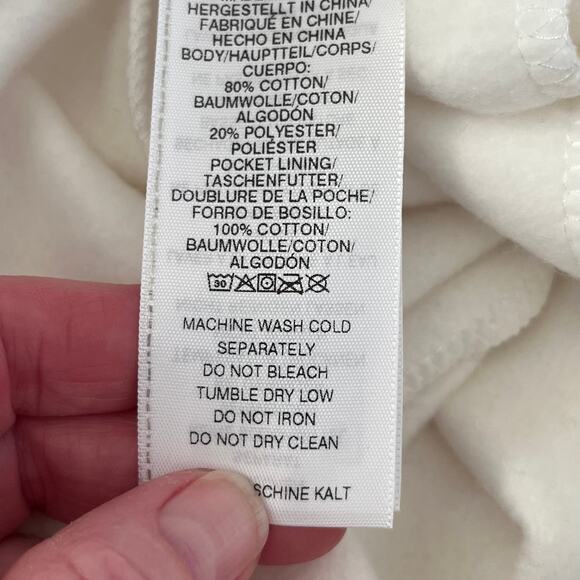 HERGESTELLT IN CHINA/
FABRIQUÉ EN CHINE/
HECHO EN CHINA
BODY/HAUPTTEIL/CORPS/
CUERPO:
80% COTTON/
BAUMWOLLE/COTON/
ALGODÓN
20% POLYESTER/
POLIÉSTER
POCKET LINING/
TASCHENFUTTER/
DOUBLURE DE LA POCHE/
FORRO DE BOSILLO:
100% COTTON/
BAUMWOLLE/COTON/
ALGODÓN
30
MACHINE WASH COLD
SEPARATELY
DO NOT BLEACH
TUMBLE DRY LOW
DO NOT IRON
DO NOT DRY CLEAN
SCHINE KALT